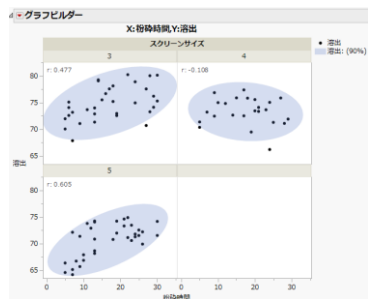 グラフビルダー
X:粉砕時間,Y:溶出
スクリーンサイズ
3 4
r: 0.477 r: -0.108
80
75
70
65
溶出
5
r: 0.605
80
75
70
65
0 10 20 30 0 10 20 30
粉砕時間
溶出
溶出: (90%)